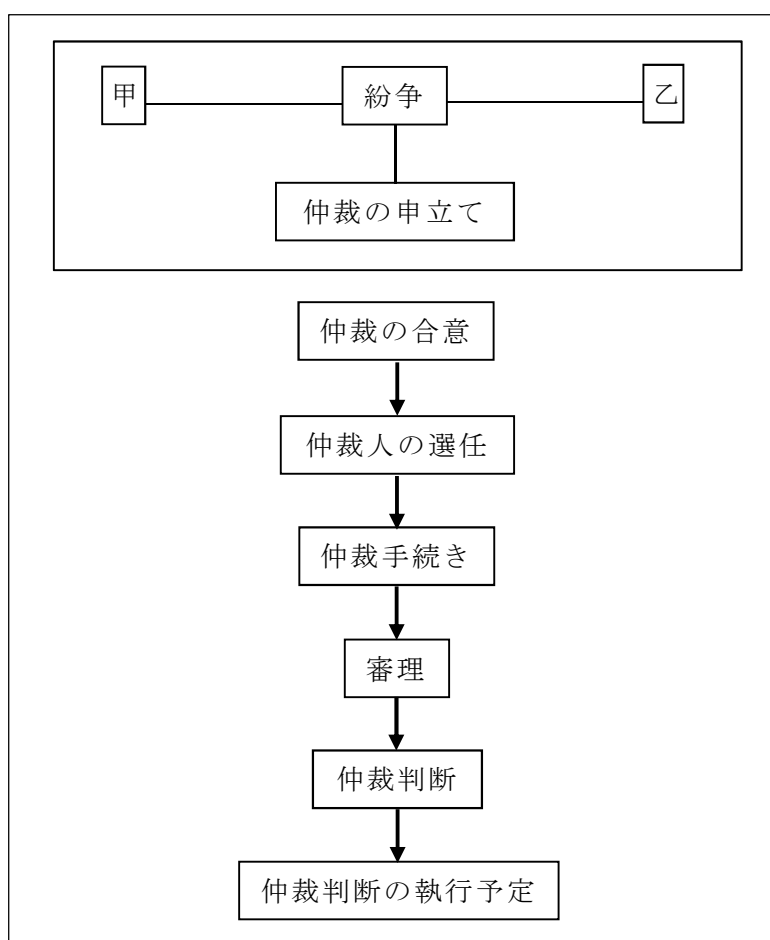 甲 紛争 乙
仲裁の申立て
仲裁の合意
仲裁人の選任
仲裁手続き
審理
仲裁判断
仲裁判断の執行予定